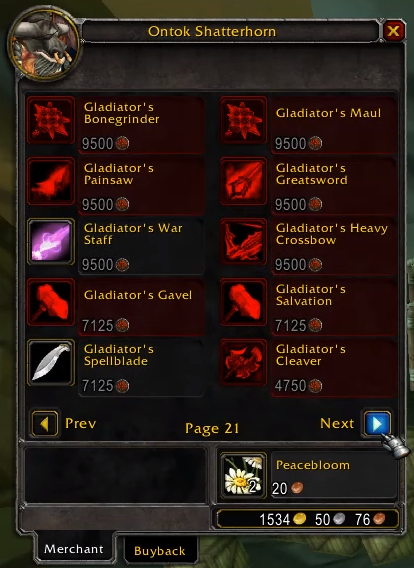 Ontok Shatterhorn
Gladiator's
Bonegrinder
9500
Gladiator's Maul
9500
Gladiator's
Painsaw
9500
Gladiator's
Greatsword
9500
Gladiator's War
Staff
9500
Gladiator's Heavy
Crossbow
9500
Gladiator's Gavel
7125
Gladiator's
Salvation
7125
Gladiator's
Spellblade
7125
Gladiator's
Cleaver
4750
Prev
Page 21
Next
2
Peacebloom
20
1534 50 76
Merchant
Buyback